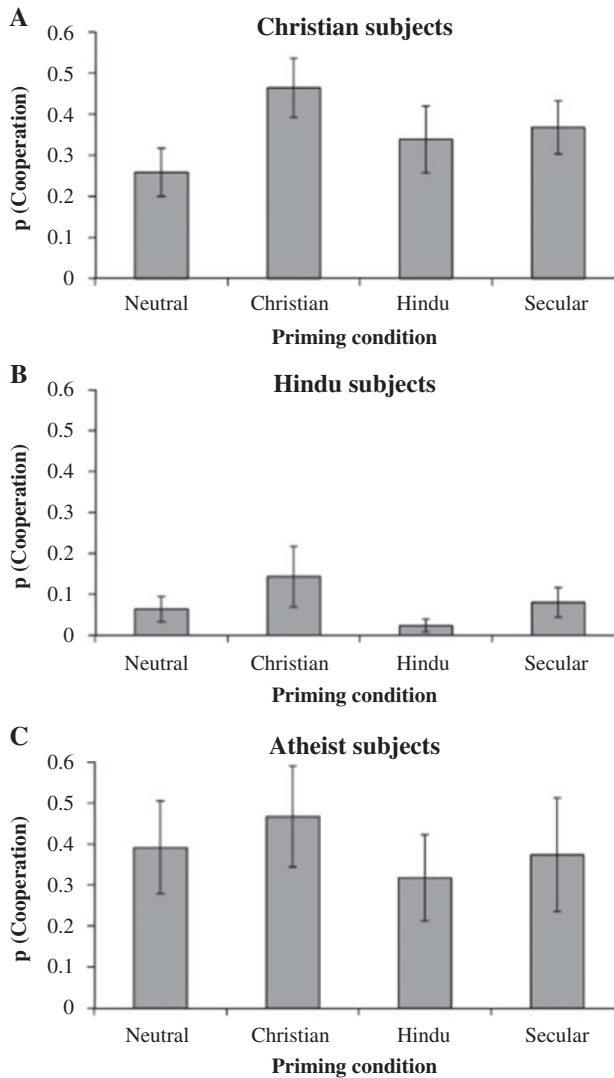 A
Christian subjects
0.6
0.5
0.4
0.3
0.2
0.1
0
p (Cooperation)
Neutral Christian Hindu Secular
Priming condition
B
Hindu subjects
0.6
0.5
0.4
0.3
0.2
0.1
0
p (Cooperation)
Neutral Christian Hindu Secular
Priming condition
C
Atheist subjects
0.6
0.5
0.4
0.3
0.2
0.1
0
p (Cooperation)
Neutral Christian Hindu Secular
Priming condition